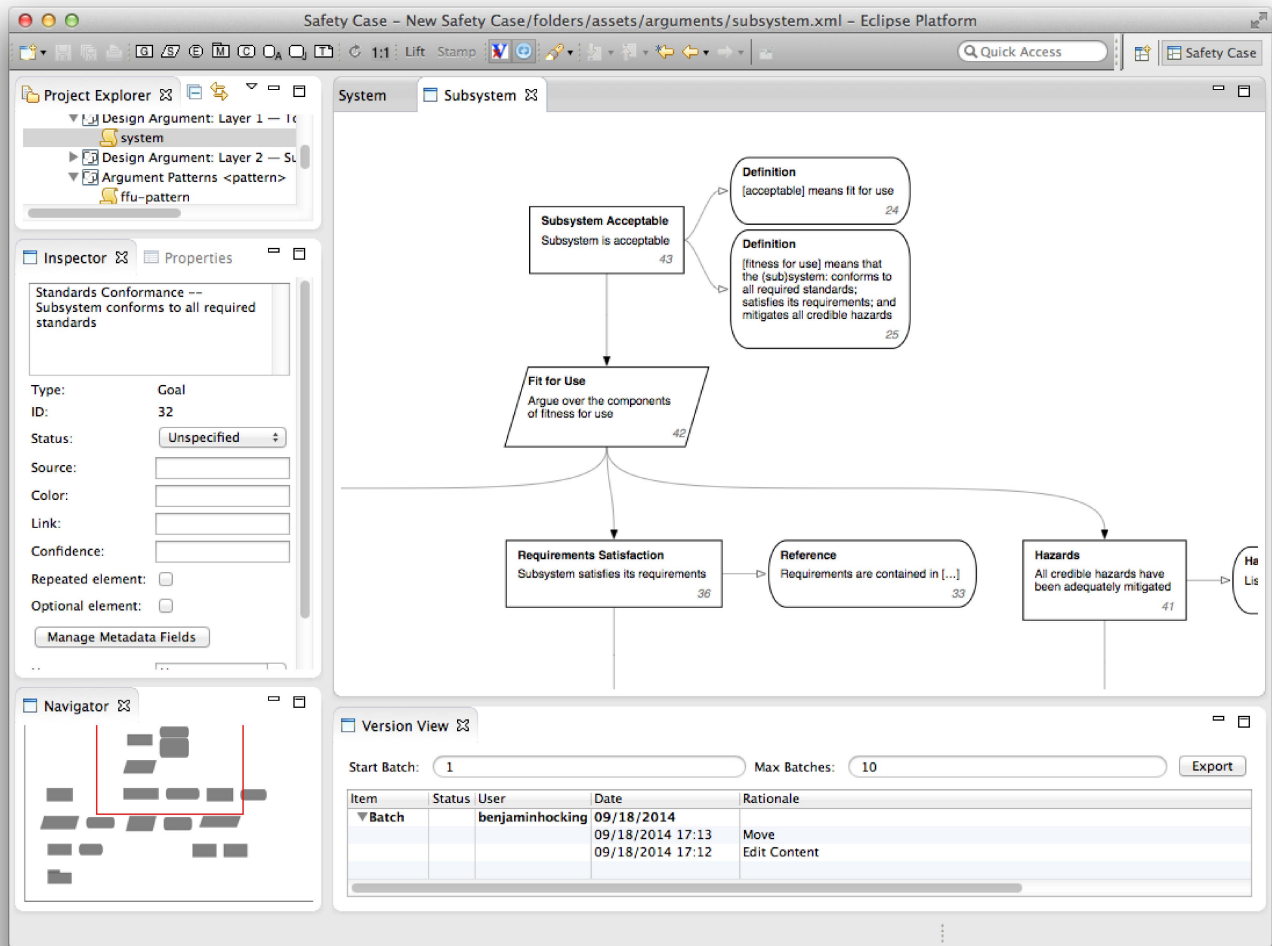 Safety Case – New Safety Case/folders/assets/arguments/subsystem.xml – Eclipse Platform
G S E M C O A O J T 1:1 Lift Stamp Quick Access Safety Case
Project Explorer
Design Argument: Layer 1 —
system
Design Argument: Layer 2 —
Argument Patterns <pattern>
ffu-pattern
Inspector Properties
Standards Conformance --
Subsystem conforms to all required
standards
Type: Goal
ID: 32
Status: Unspecified
Source:
Color:
Link:
Confidence:
Repeated element:
Optional element:
Manage Metadata Fields
Navigator
System Subsystem
Definition
[acceptable] means fit for use
24
Subsystem Acceptable
Subsystem is acceptable
43
Definition
[fitness for use] means that
the (sub)system: conforms to
all required standards;
satisfies its requirements; and
mitigates all credible hazards
25
Fit for Use
Argue over the components
of fitness for use
42
Requirements Satisfaction
Subsystem satisfies its requirements
36
Reference
Requirements are contained in [...]
33
Hazards
All credible hazards have
been adequately mitigated
41
Ha
Lis
Version View
Start Batch: 1 Max Batches: 10 Export
Item Status User Date Rationale
Batch benjaminhocking 09/18/2014
09/18/2014 17:13 Move
09/18/2014 17:12 Edit Content